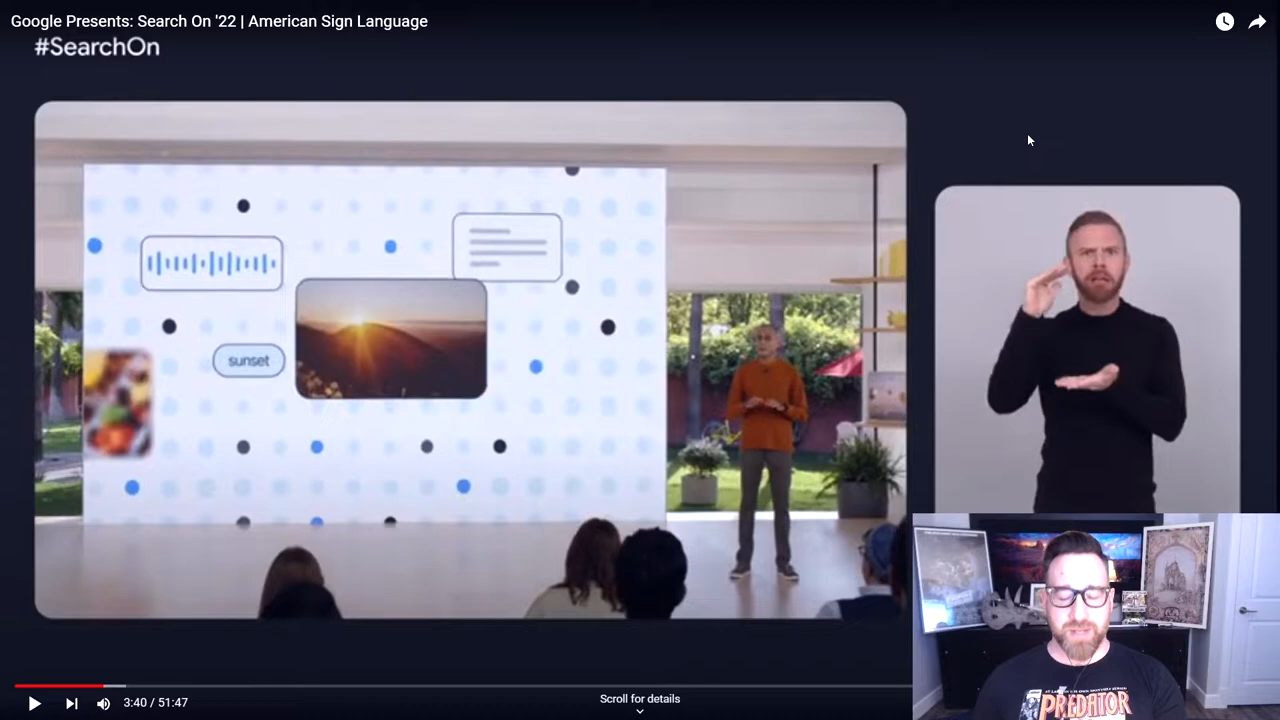 Google Presents: Search On '22 | American Sign Language
#SearchOn
sunset
3:40 / 51:47
Scroll for details
PREDATOR